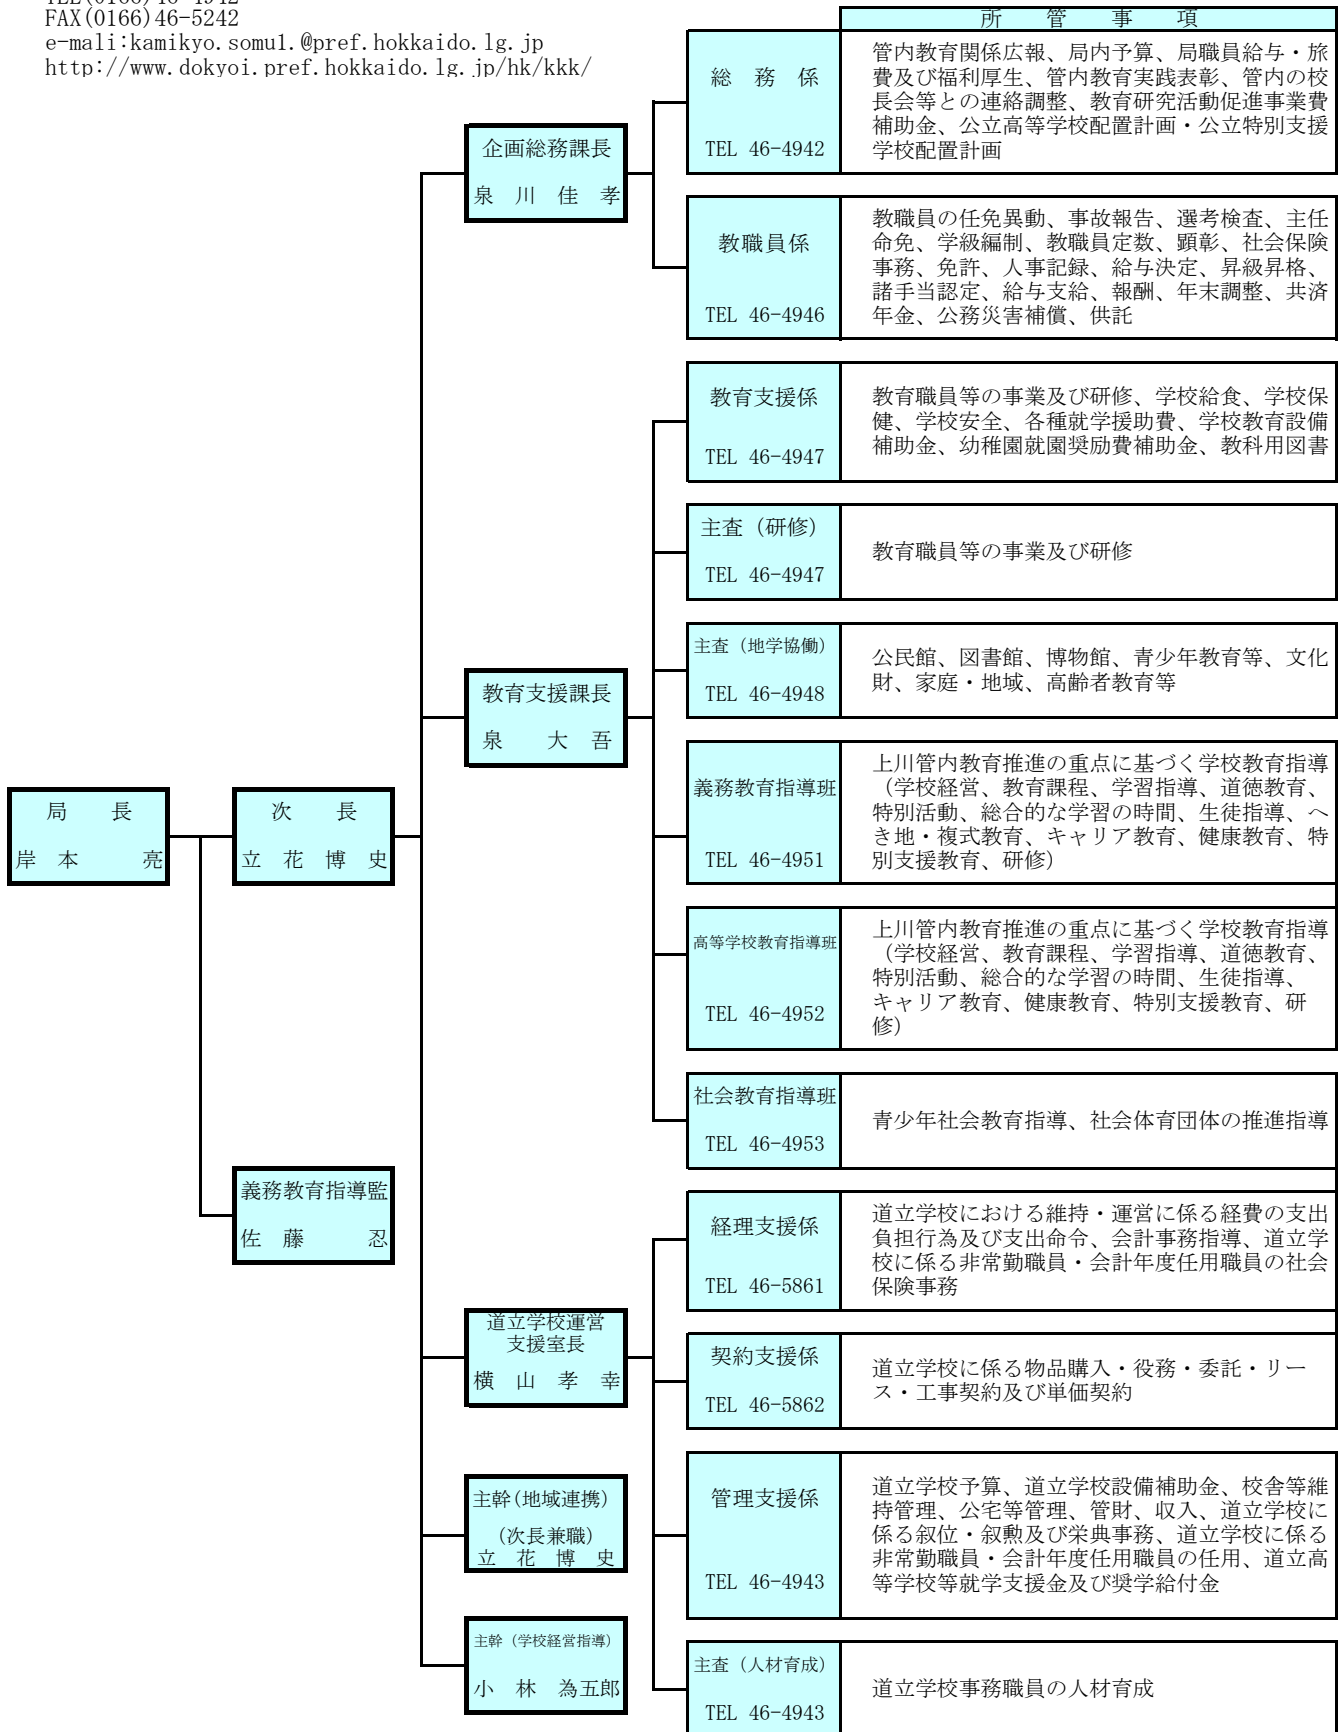 TEL(0166)46-4942
FAX(0166)46-5242
e-mali:kamikyo.somu1.@pref.hokkaido.lg.jp
http://www.dokyoi.pref.hokkaido.lg.jp/hk/kkk/
所 管 事 項
総 務 係
TEL 46-4942
管内教育関係広報、局内予算、局職員給与・旅
費及び福利厚生、管内教育実践表彰、管内の校
長会等との連絡調整、教育研究活動促進事業費
補助金、公立高等学校配置計画・公立特別支援
学校配置計画
企画総務課長
泉 川 佳 孝
教職員係
TEL 46-4946
教職員の任免異動、事故報告、選考検査、主任
命免、学級編制、教職員定数、顕彰、社会保険
事務、免許、人事記録、給与決定、昇級昇格、
諸手当認定、給与支給、報酬、年末調整、共済
年金、公務災害補償、供託
教育支援係
TEL 46-4947
教育職員等の事業及び研修、学校給食、学校保
健、学校安全、各種就学援助費、学校教育設備
補助金、幼稚園就園奨励費補助金、教科用図書
主査（研修）
TEL 46-4947
教育職員等の事業及び研修
主査（地学協働）
TEL 46-4948
公民館、図書館、博物館、青少年教育等、文化
財、家庭・地域、高齢者教育等
教育支援課長
泉 大 吾
義務教育指導班
TEL 46-4951
上川管内教育推進の重点に基づく学校教育指導
（学校経営、教育課程、学習指導、道徳教育、
特別活動、総合的な学習の時間、生徒指導、へ
き地・複式教育、キャリア教育、健康教育、特
別支援教育、研修）
局 長
岸 本 亮
次 長
立 花 博 史
高等学校教育指導班
TEL 46-4952
上川管内教育推進の重点に基づく学校教育指導
（学校経営、教育課程、学習指導、道徳教育、
特別活動、総合的な学習の時間、生徒指導、
キャリア教育、健康教育、特別支援教育、研
修）
社会教育指導班
TEL 46-4953
青少年社会教育指導、社会体育団体の推進指導
義務教育指導監
佐 藤 忍
経理支援係
TEL 46-5861
道立学校における維持・運営に係る経費の支出
負担行為及び支出命令、会計事務指導、道立学
校に係る非常勤職員・会計年度任用職員の社会
保険事務
道立学校運営
支援室長
横 山 孝 幸
契約支援係
TEL 46-5862
道立学校に係る物品購入・役務・委託・リー
ス・工事契約及び単価契約
主幹(地域連携)
(次長兼職)
立 花 博 史
管理支援係
TEL 46-4943
道立学校予算、道立学校設備補助金、校舎等維
持管理、公宅等管理、管財、収入、道立学校に
係る叙位・叙勲及び栄典事務、道立学校に係る
非常勤職員・会計年度任用職員の任用、道立高
等学校等就学支援金及び奨学給付金
主幹（学校経営指導）
小 林 為五郎
主査（人材育成）
TEL 46-4943
道立学校事務職員の人材育成